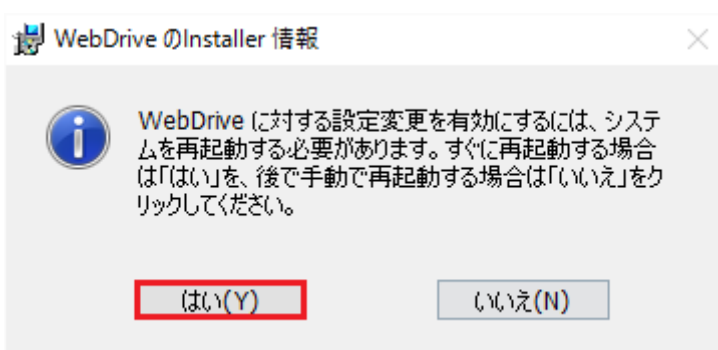 WebDrive のInstaller 情報
WebDrive に対する設定変更を有効にするには、システ
ムを再起動する必要があります。すぐに再起動する場合
は「はい」を、後で手動で再起動する場合は「いいえ」をク
リックしてください。
はい(Y)
いいえ(N)